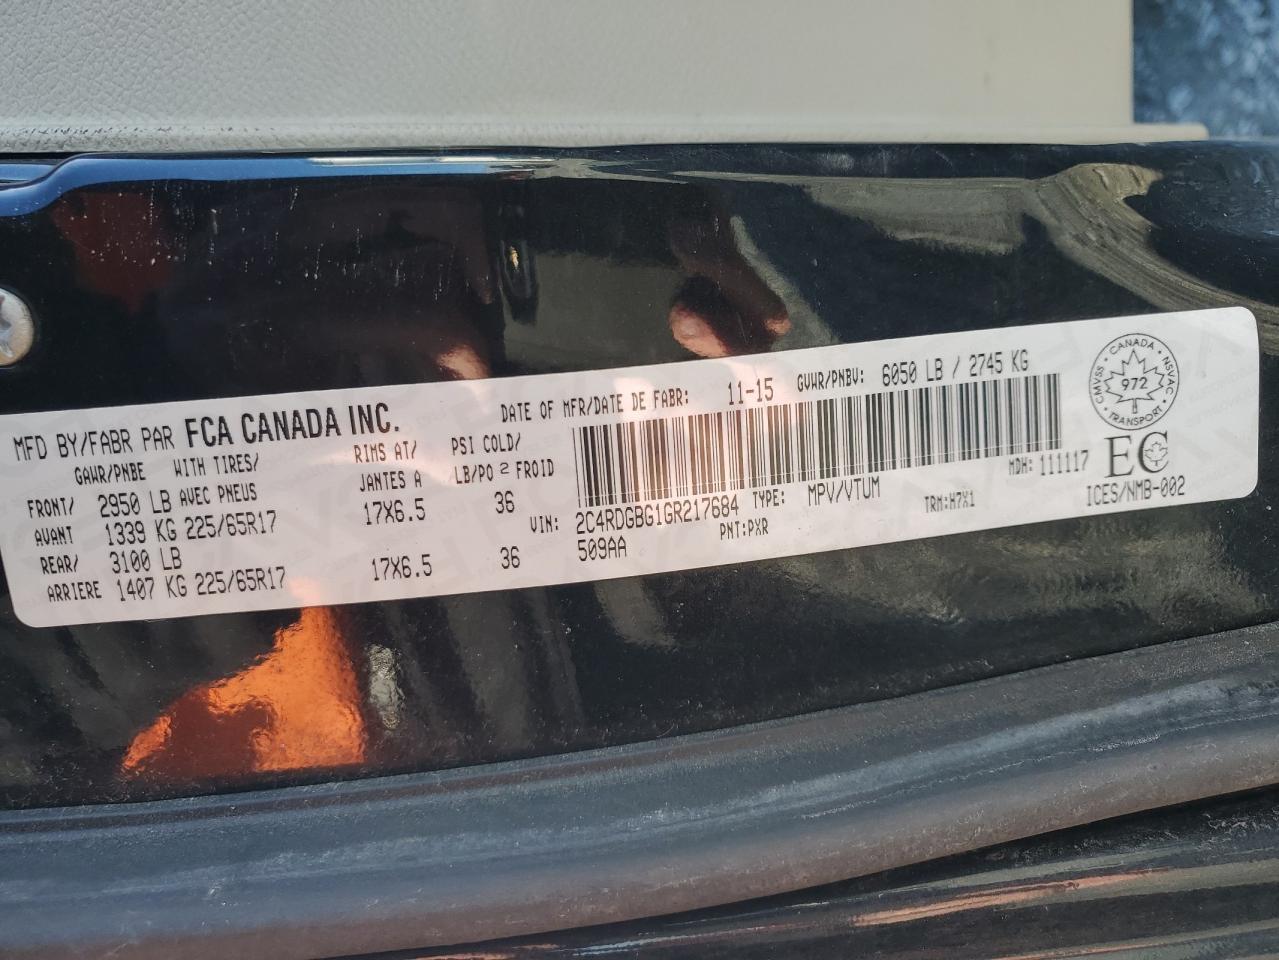 MFD BY/FABR PAR FCA CANADA INC. DATE OF MFR/DATE DE FABR: 11-15 GVWR/PNBV: 6050 LB / 2745 KG
GAWR/PNBE WITH TIRES/ RIMS AT/ PSI COLD/
FRONT/ 2950 LB AVEC PNEUS JANTES A LB/PO 2 FROID
AVANT 1339 KG 225/65R17 17X6.5 36
REAR/ 3100 LB
ARRIERE 1407 KG 225/65R17 17X6.5 36
VIN: 2C4RDGBG1GR217684 TYPE: MPV/VTUM MDH: 111117
509AA PNT:PXR TRM:H7X1
CMVSS • CANADA • NSVAC
972
TRANSPORT
EC
ICES/NMB-002